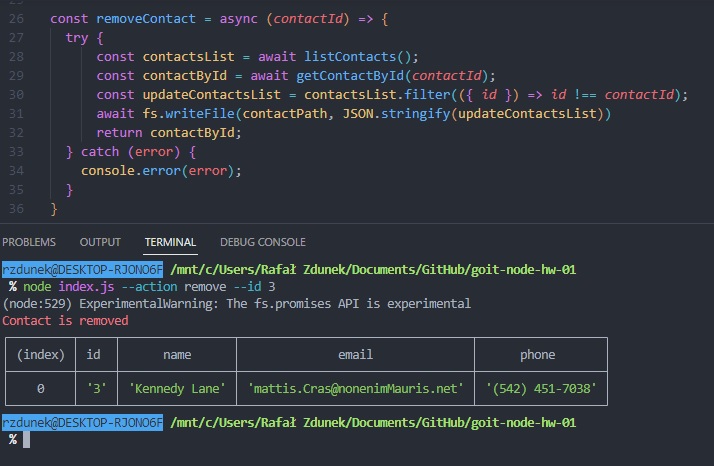 26 const removeContact = async (contactId) => {
27 try {
28 const contactsList = await listContacts();
29 const contactById = await getContactById(contactId);
30 const updateContactsList = contactsList.filter(({ id }) => id !== contactId);
31 await fs.writeFile(contactPath, JSON.stringify(updateContactsList))
32 return contactById;
33 } catch (error) {
34 console.error(error);
35 }
36 }
PROBLEMS OUTPUT TERMINAL DEBUG CONSOLE
rzdunek@DESKTOP-RJONO6F /mnt/c/Users/Rafał Zdunek/Documents/GitHub/goit-node-hw-01
% node index.js --action remove --id 3
(node:529) ExperimentalWarning: The fs.promises API is experimental
Contact is removed
(index) id name email phone
0 '3' 'Kennedy Lane' 'mattis.Cras@nonenimMauris.net' '(542) 451-7038'
rzdunek@DESKTOP-RJONO6F /mnt/c/Users/Rafał Zdunek/Documents/GitHub/goit-node-hw-01
%